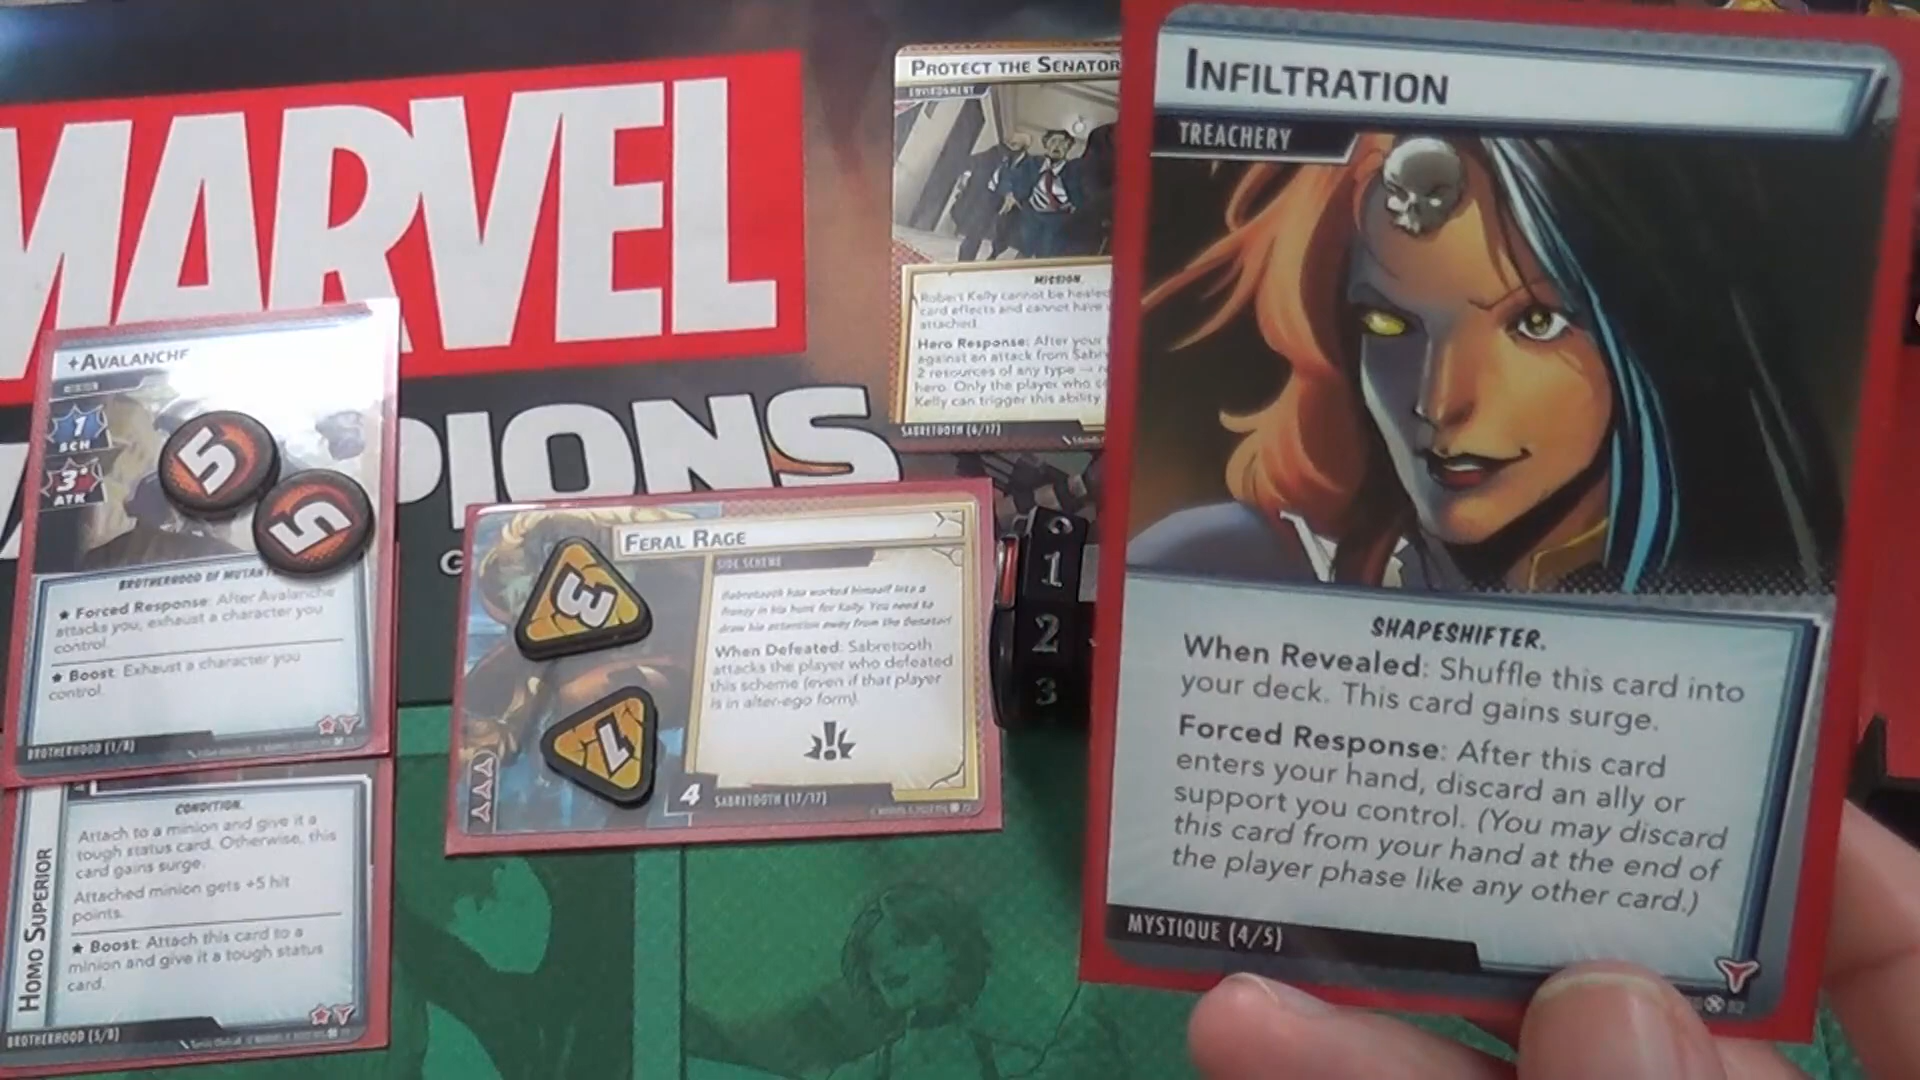 MARVEL
CHAMPIONS
PROTECT THE SENATOR
ENVIRONMENT
MISSION.
Robert Kelly cannot be healed
card effects and cannot have
attached.
Hero Response: After your
against an attack from
2 resources of any type →
hero. Only the player who
Kelly can trigger this ability.
SABRETOOTH (6/17)
+AVALANCHE
1
SCH
3
ATK
5
5
BROTHERHOOD OF
★ Forced Response: After Avalanche
attacks you, exhaust a character you
control.
★ Boost: Exhaust a character you
control.
BROTHERHOOD (1/8)
HOMO SUPERIOR
CONDITION.
Attach to a minion and give it a
tough status card. Otherwise, this
card gains surge.
Attached minion gets +5 hit
points.
★ Boost: Attach this card to a
minion and give it a tough status
card.
BROTHERHOOD (5/8)
FERAL RAGE
SIDE SCHEME
Sabretooth has worked himself into a
frenzy in his hunt for Kelly. You need to
draw his attention away from the Senator!
When Defeated: Sabretooth
attacks the player who defeated
this scheme (even if that player
is in alter-ego form).
3
1
4
SABRETOOTH (17/17)
0
1
2
3
INFILTRATION
TREACHERY
SHAPESHIFTER.
When Revealed: Shuffle this card into
your deck. This card gains surge.
Forced Response: After this card
enters your hand, discard an ally or
support you control. (You may discard
this card from your hand at the end of
the player phase like any other card.)
MYSTIQUE (4/5)